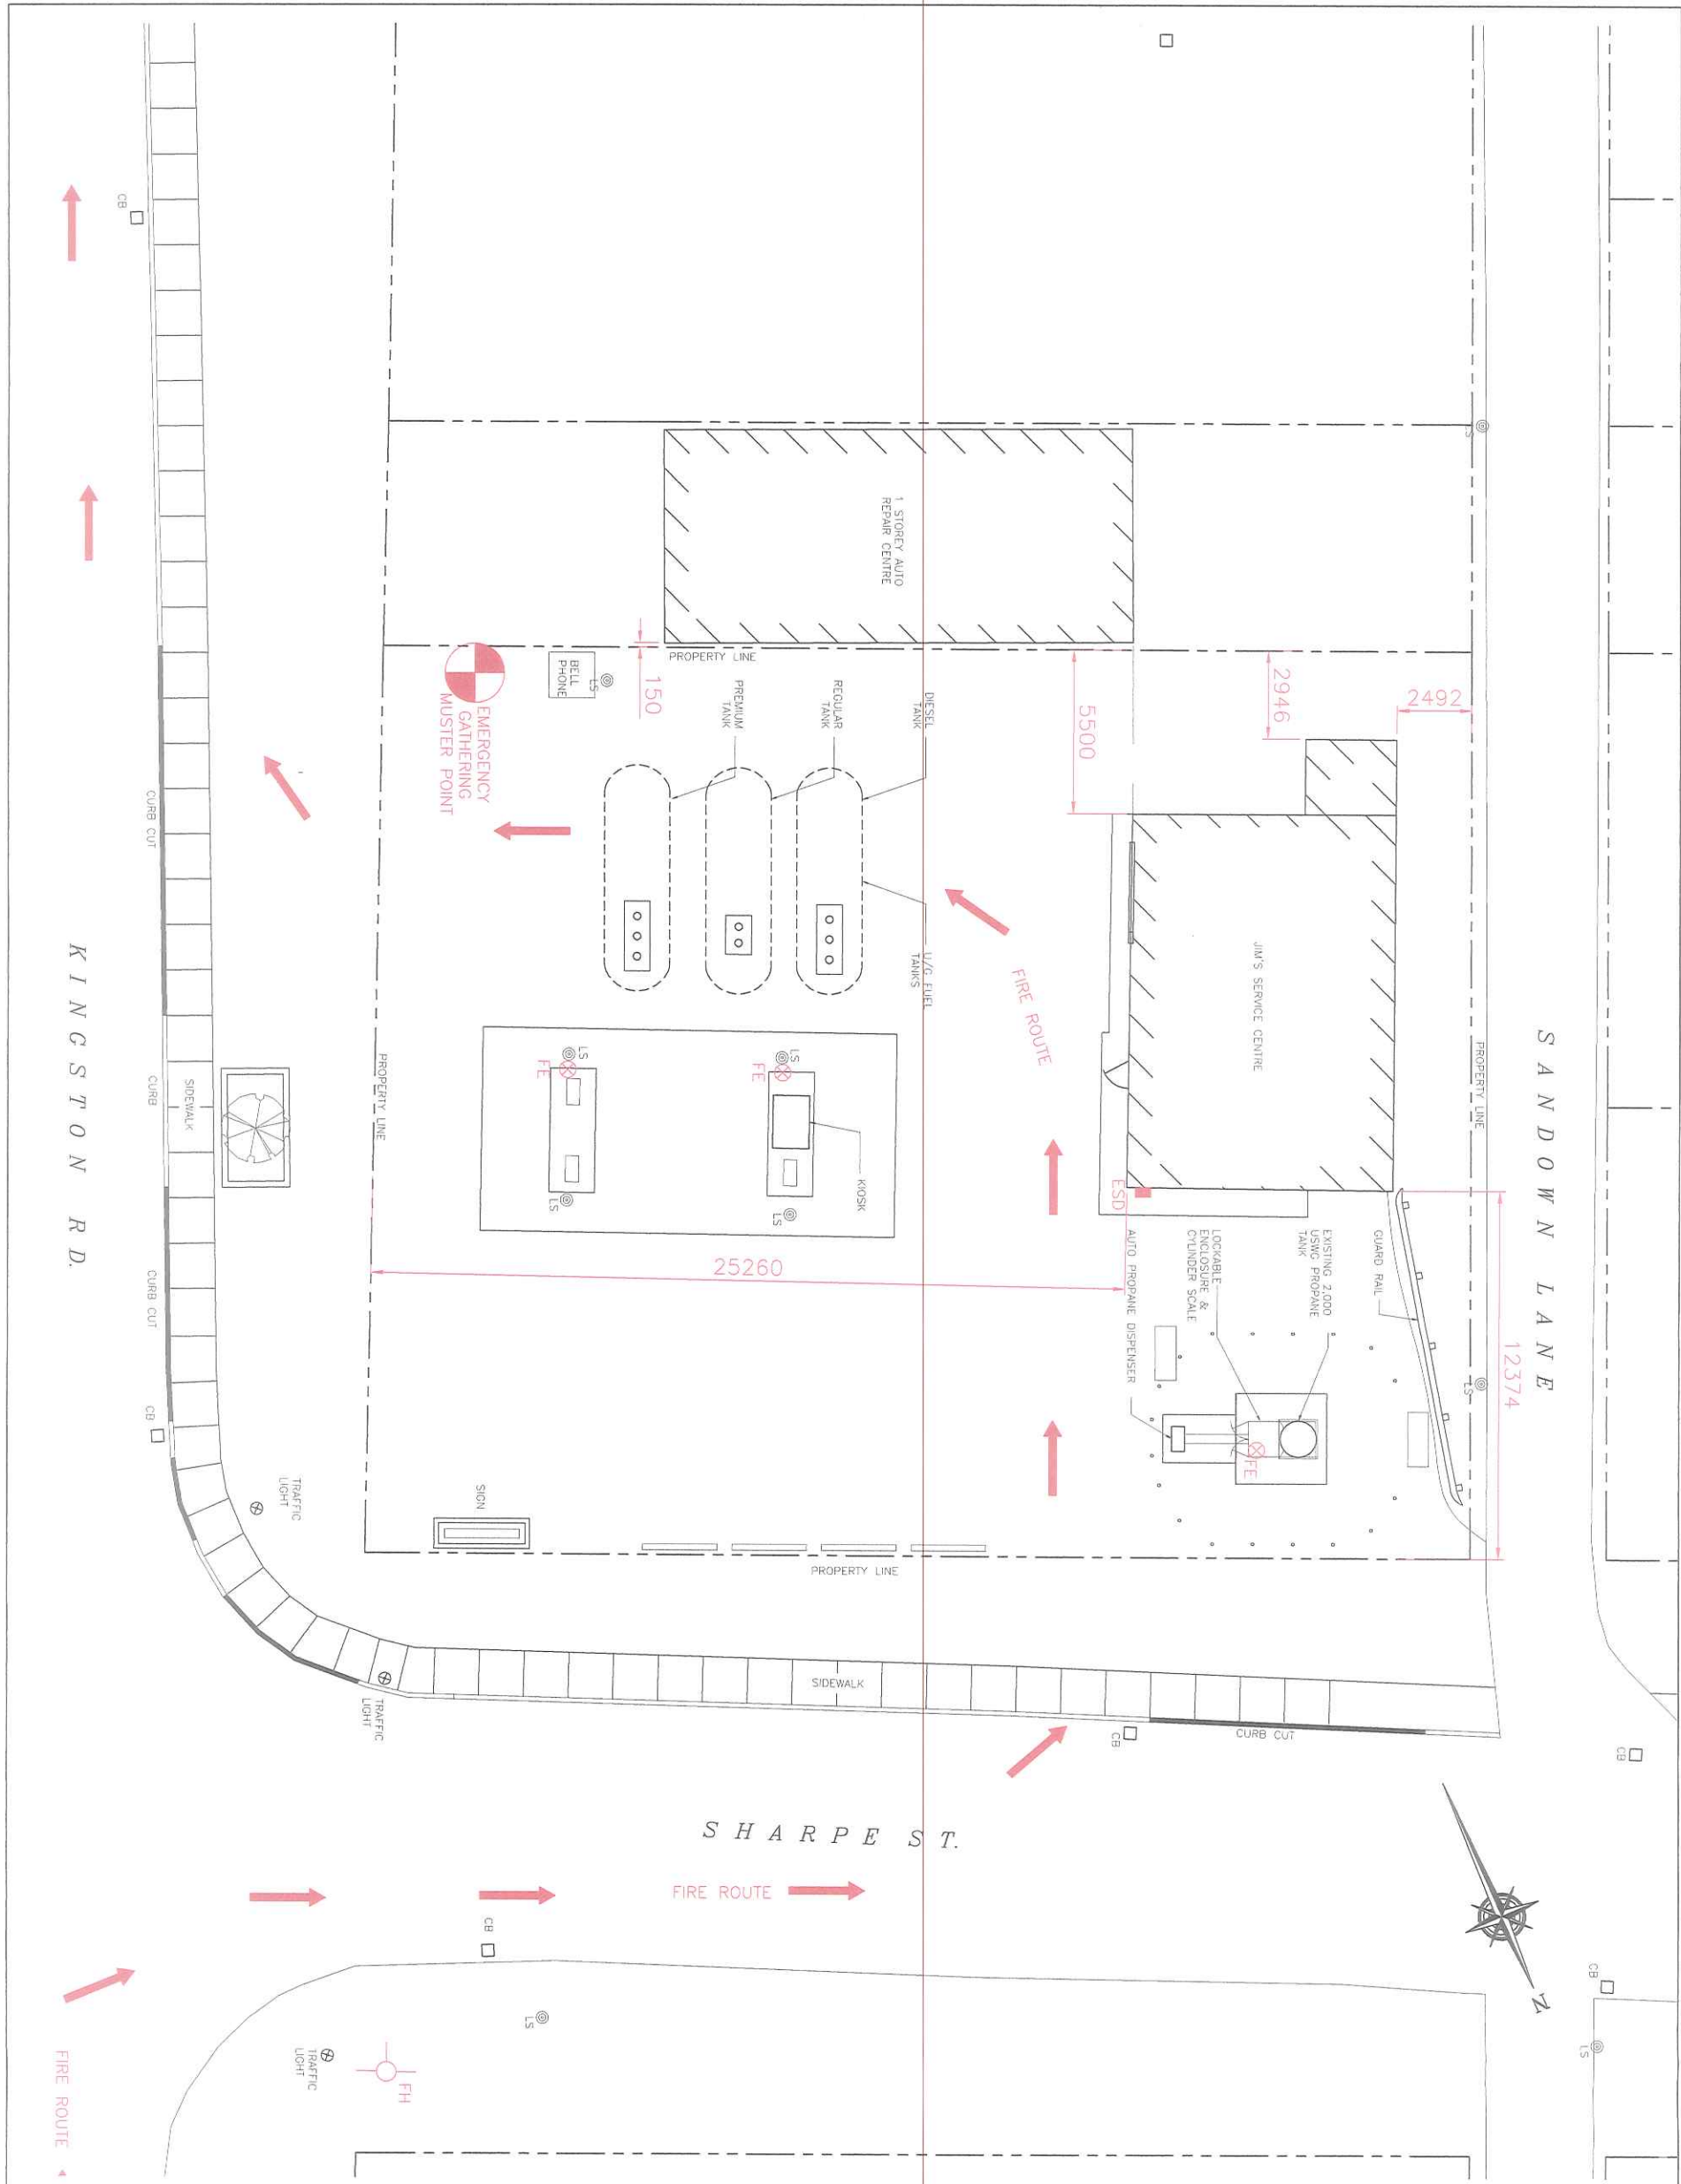 CB
LS
1 STOREY AUTO
REPAIR CENTRE
PROPERTY LINE
150
BELL
PHONE
LS
EMERGENCY
GATHERING
MUSTER POINT
PREMIUM
TANK
REGULAR
TANK
DIESEL
TANK
5500
2946
2492
CURB CUT
U/G FUEL
TANKS
FIRE ROUTE
JIM'S SERVICE CENTRE
PROPERTY LINE
SANDOWN LANE
KINGSTON RD.
CURB
SIDEWALK
PROPERTY LINE
LS
FE
LS
LS
FE
LS
KIOSK
ESD
25260
AUTO PROPANE DISPENSER
LOCKABLE
ENCLOSURE &
CYLINDER SCALE
EXISTING 2,000
USWG PROPANE
TANK
GUARD RAIL
12374
LS
FE
CURB CUT
CB
TRAFFIC
LIGHT
SIGN
PROPERTY LINE
SIDEWALK
TRAFFIC
LIGHT
CB
CURB CUT
CB
SHARPE ST.
FIRE ROUTE
CB
N
CB
LS
LS
TRAFFIC
LIGHT
FH
FIRE ROUTE